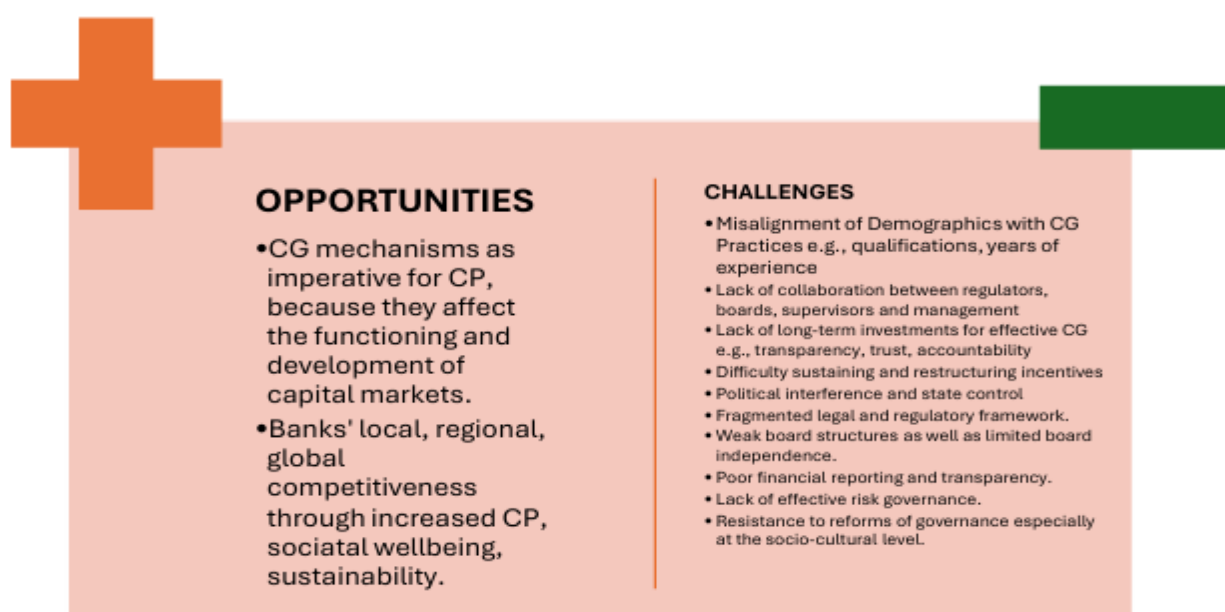 OPPORTUNITIES
•CG mechanisms as
imperative for CP,
because they affect
the functioning and
development of
capital markets.
•Banks' local, regional,
global
competitiveness
through increased CP,
sociatal wellbeing,
sustainability.
CHALLENGES
•Misalignment of Demographics with CG
Practices e.g., qualifications, years of
experience
•Lack of collaboration between regulators,
boards, supervisors and management
•Lack of long-term investments for effective CG
e.g., transparency, trust, accountability
•Difficulty sustaining and restructuring incentives
•Political interference and state control
•Fragmented legal and regulatory framework.
•Weak board structures as well as limited board
independence.
•Poor financial reporting and transparency.
•Lack of effective risk governance.
•Resistance to reforms of governance especially
at the socio-cultural level.